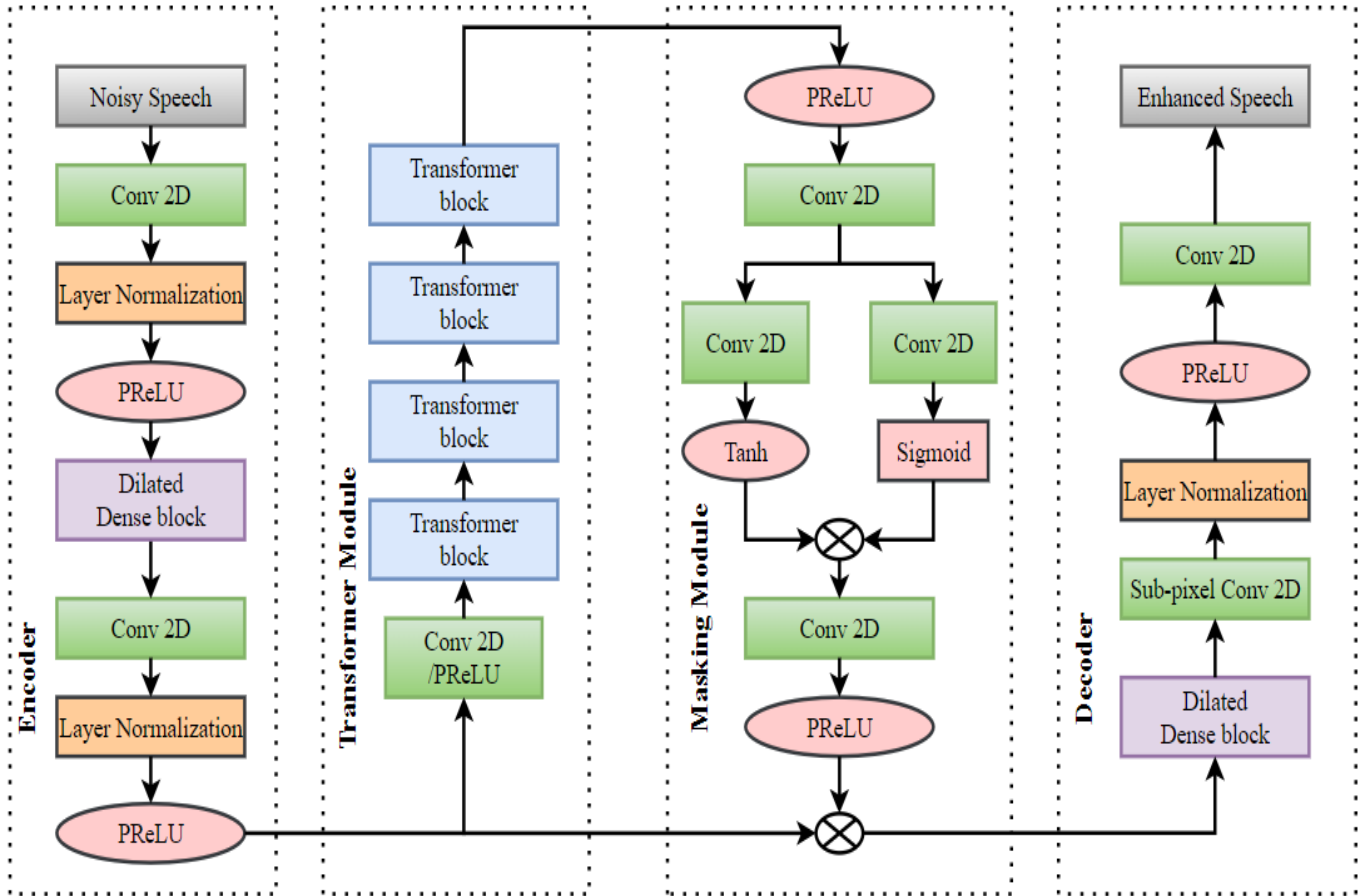 Noisy Speech
Conv 2D
Layer Normalization
PReLU
Dilated
Dense block
Conv 2D
Layer Normalization
PReLU
Encoder
Transformer
block
Transformer
block
Transformer
block
Transformer
block
Conv 2D
/PReLU
Transformer Module
PReLU
Conv 2D
Conv 2D
Conv 2D
Tanh
Sigmoid
Conv 2D
PReLU
Masking Module
Enhanced Speech
Conv 2D
PReLU
Layer Normalization
Sub-pixel Conv 2D
Dilated
Dense block
Decoder